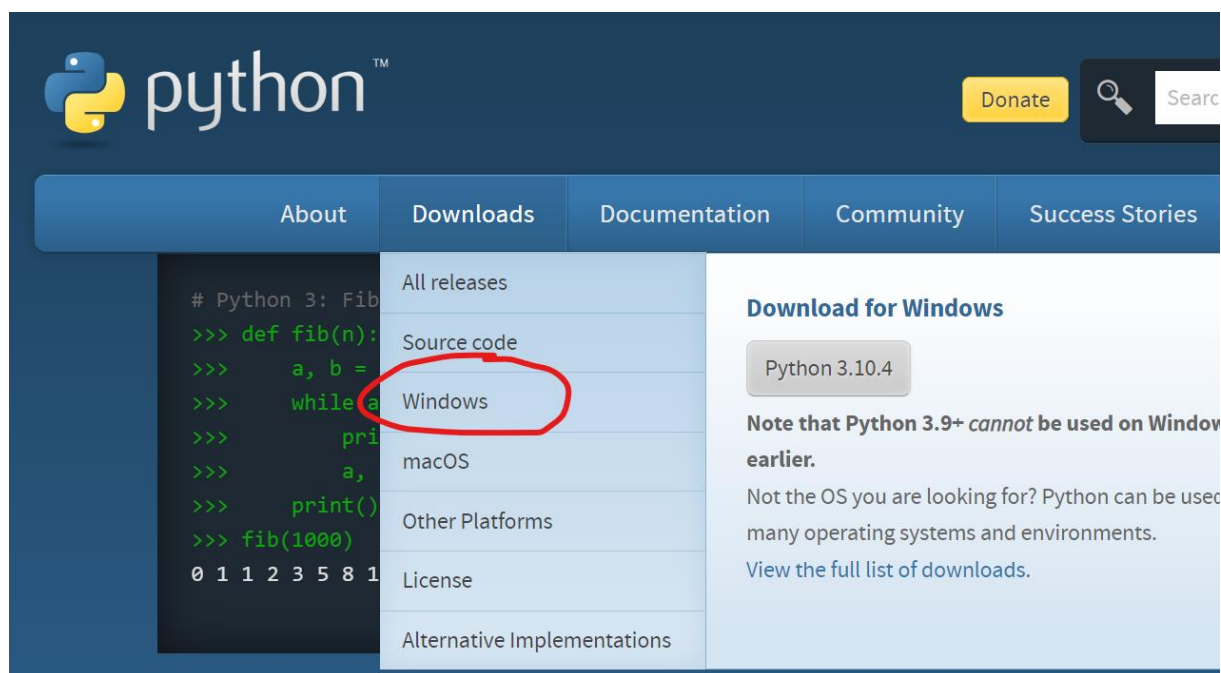 python™
Donate
Searc
About
Downloads
Documentation
Community
Success Stories
# Python 3: Fib
>>> def fib(n):
>>> a, b =
>>> while a
>>> pri
>>> a,
>>> print()
>>> fib(1000)
0 1 1 2 3 5 8 1
All releases
Source code
Windows
macOS
Other Platforms
License
Alternative Implementations
Download for Windows
Python 3.10.4
Note that Python 3.9+ cannot be used on Window
earlier.
Not the OS you are looking for? Python can be used
many operating systems and environments.
View the full list of downloads.